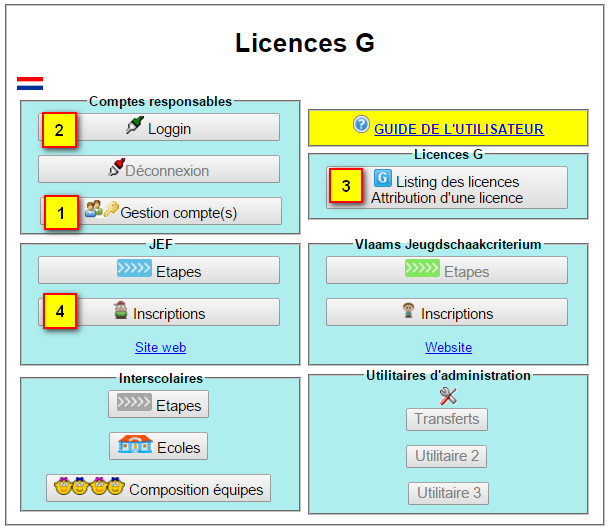 Licences G
Comptes responsables
2
Loggin
Déconnexion
1
Gestion compte(s)
GUIDE DE L'UTILISATEUR
Licences G
3
G Listing des licences
Attribution d'une licence
JEF
Etapes
4
Inscriptions
Site web
Vlaams Jeugdschaakcriterium
Etapes
Inscriptions
Website
Interscolaires
Etapes
Ecoles
Composition équipes
Utilitaires d'administration
Transferts
Utilitaire 2
Utilitaire 3